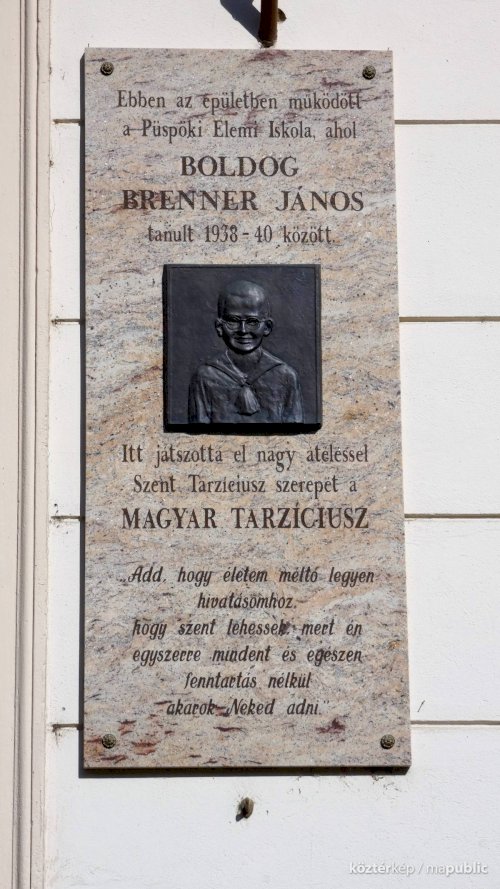 Ebben az épületben működött
a Püspöki Elemi Iskola, ahol
BOLDOG
BRENNER JÁNOS
tanult 1938-40 között.
Itt játszotta el nagy átéléssel
Szent Tarzíciusz szerepét a
MAGYAR TARZÍCIUSZ
„Add, hogy életem méltó legyen
hivatásomhoz,
hogy szent lehessek, mert én
egyszerre mindent és egészen
fenntartás nélkül
akarok Neked adni."
köztérkép / mapublic